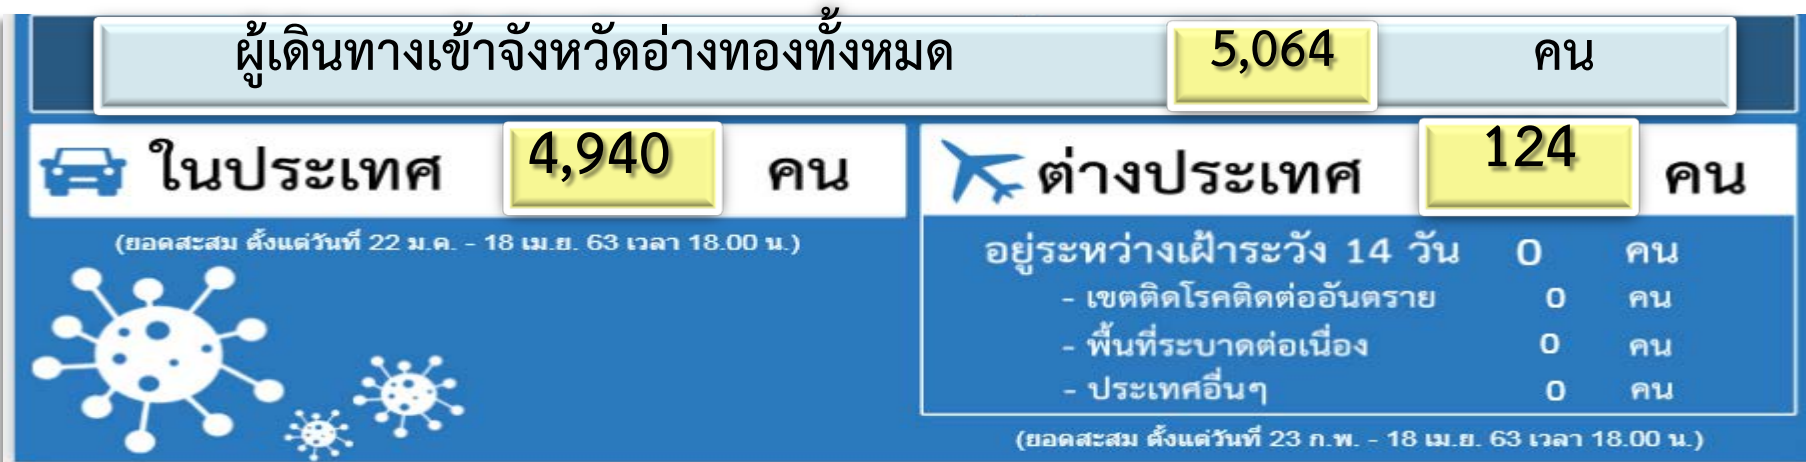 ผู้เดินทางเข้าจังหวัดอ่างทองทั้งหมด 5,064 คน
ในประเทศ 4,940 คน
(ยอดสะสม ตั้งแต่วันที่ 22 ม.ค. - 18 เม.ย. 63 เวลา 18.00 น.)
ต่างประเทศ 124 คน
อยู่ระหว่างเฝ้าระวัง 14 วัน 0 คน
- เขตติดโรคติดต่ออันตราย 0 คน
- พื้นที่ระบาดต่อเนื่อง 0 คน
- ประเทศอื่นๆ 0 คน
(ยอดสะสม ตั้งแต่วันที่ 23 ก.พ. - 18 เม.ย. 63 เวลา 18.00 น.)